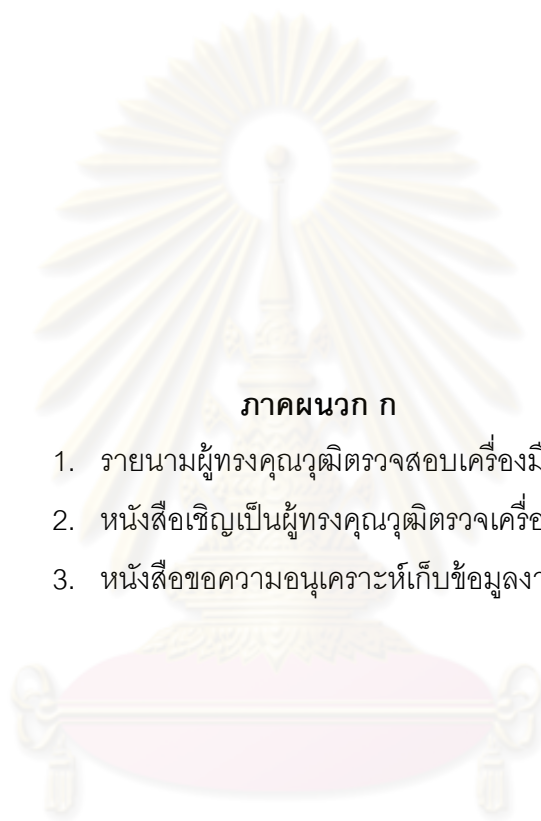 ภาคผนวก ก
1. รายนามผู้ทรงคุณวุฒิตรวจสอบเครื่องมื
2. หนังสือเชิญเป็นผู้ทรงคุณวุฒิตรวจเครื่อ
3. หนังสือขอความอนุเคราะห์เก็บข้อมูลงา